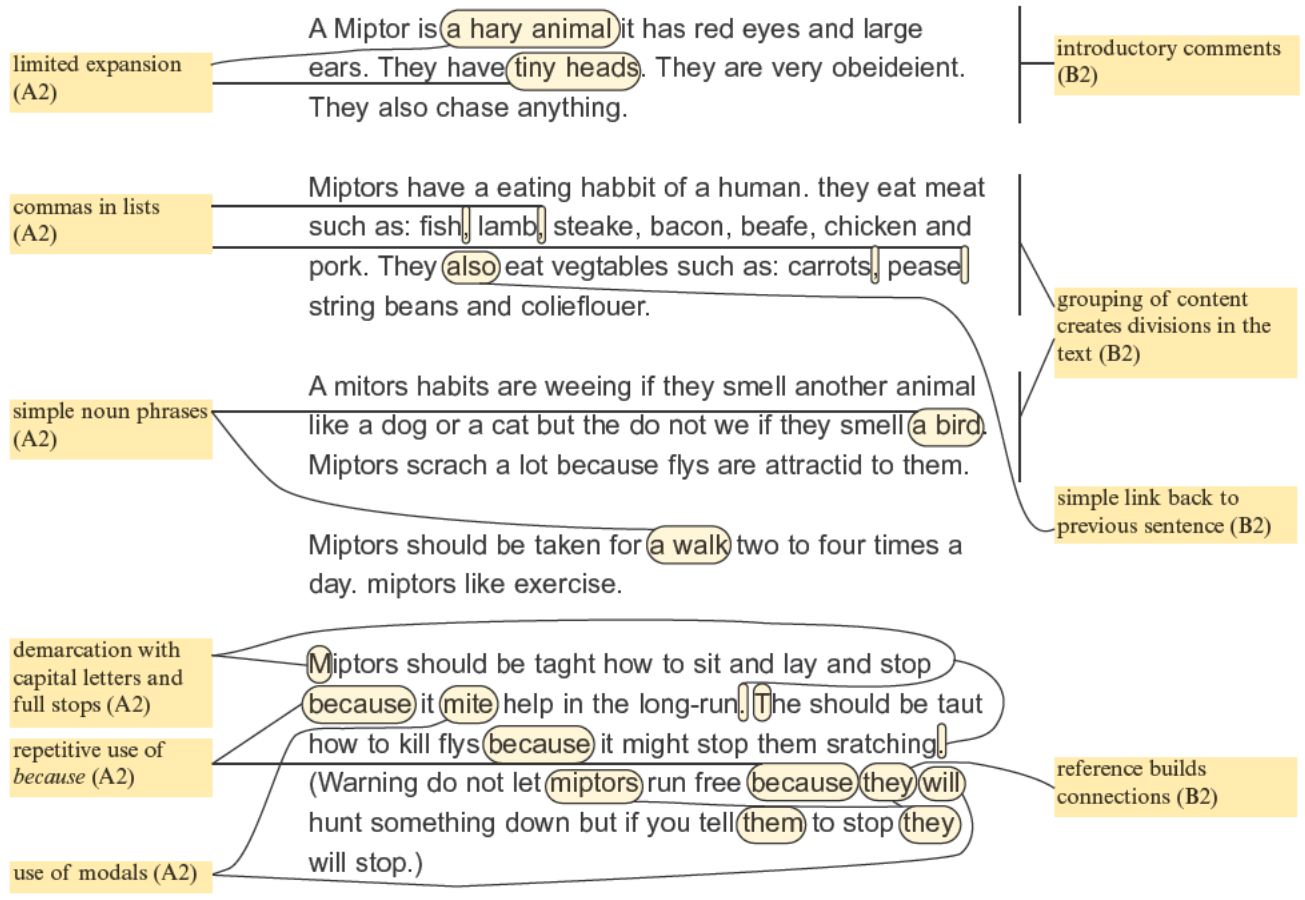 limited expansion
(A2)
commas in lists
(A2)
simple noun phrases
(A2)
demarcation with
capital letters and
full stops (A2)
repetitive use of
because (A2)
use of modals (A2)
A Miptor is a hary animal it has red eyes and large
ears. They have tiny heads. They are very obeideient.
They also chase anything.
Miptors have a eating habbit of a human. they eat meat
such as: fish, lamb, steake, bacon, beafe, chicken and
pork. They also eat vegtables such as: carrots, pease
string beans and colieflouer.
A mitors habits are weeing if they smell another animal
like a dog or a cat but the do not we if they smell a bird.
Miptors scrach a lot because flys are attractid to them.
Miptors should be taken for a walk two to four times a
day. miptors like exercise.
Miptors should be taght how to sit and lay and stop
because it mite help in the long-run. The should be taut
how to kill flys because it might stop them sratching.
(Warning do not let miptors run free because they will
hunt something down but if you tell them to stop they
will stop.)
introductory comments
(B2)
grouping of content
creates divisions in the
text (B2)
simple link back to
previous sentence (B2)
reference builds
connections (B2)